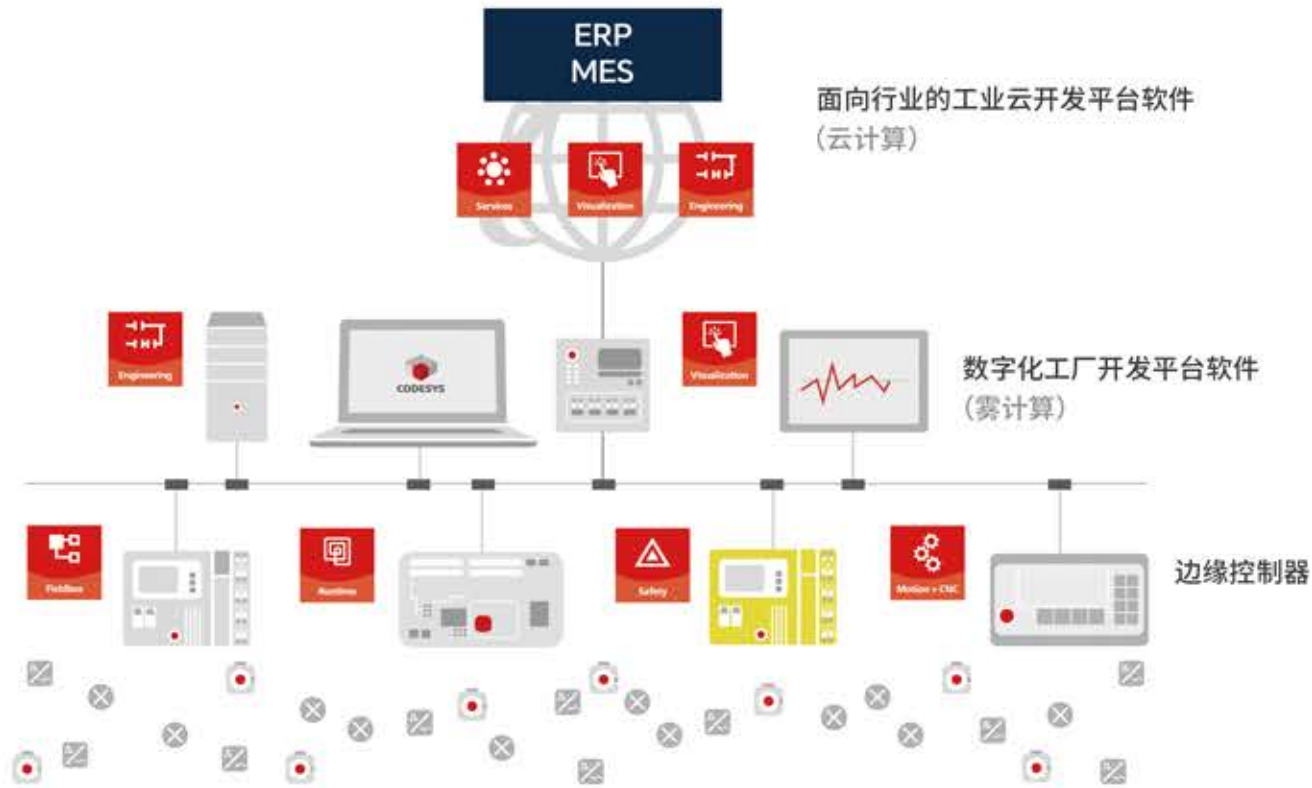 ERP
MES
面向行业的工业云开发平台软件
(云计算)
Services
Visualization
Engineering
Engineering
CODESYS
Visualization
数字化工厂开发平台软件
(雾计算)
Fieldbus
Runtime
Safety
Motion + CNC
边缘控制器